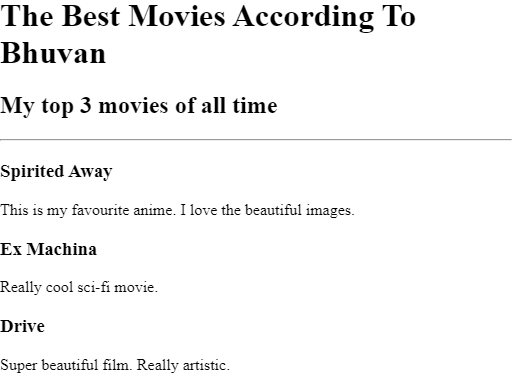 The Best Movies According To
Bhuvan
My top 3 movies of all time
Spirited Away
This is my favourite anime. I love the beautiful images.
Ex Machina
Really cool sci-fi movie.
Drive
Super beautiful film. Really artistic.